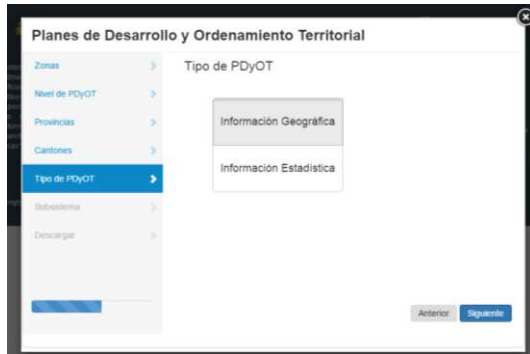 Planes de Desarrollo y Ordenamiento Territorial
Zonas
Nivel de PDyOT
Provincias
Cantones
Tipo de PDyOT
Subsistema
Descargar
Tipo de PDyOT
Información Geográfica
Información Estadística
Anterior
Siguiente